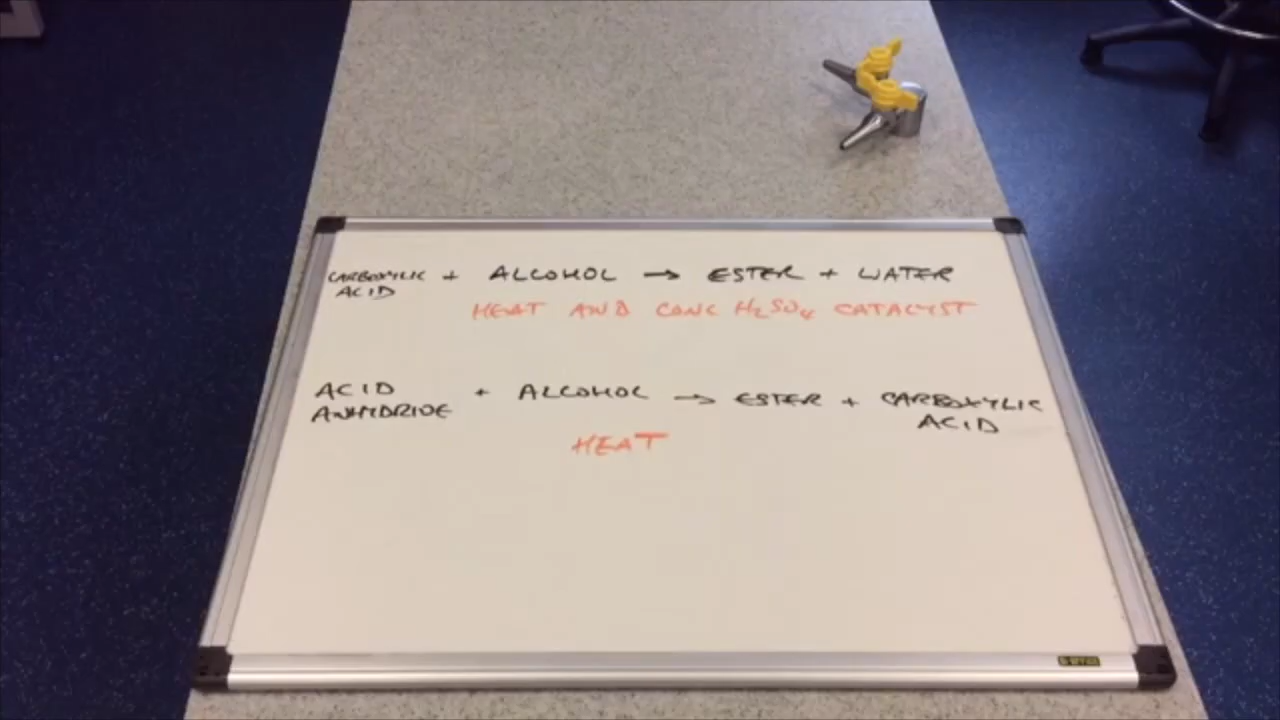 CARBOXYLIC ACID + ALCOHOL → ESTER + WATER
HEAT AND CONC H₂SO₄ CATALYST
ACID ANHYDRIDE + ALCOHOL → ESTER + CARBOXYLIC ACID
HEAT